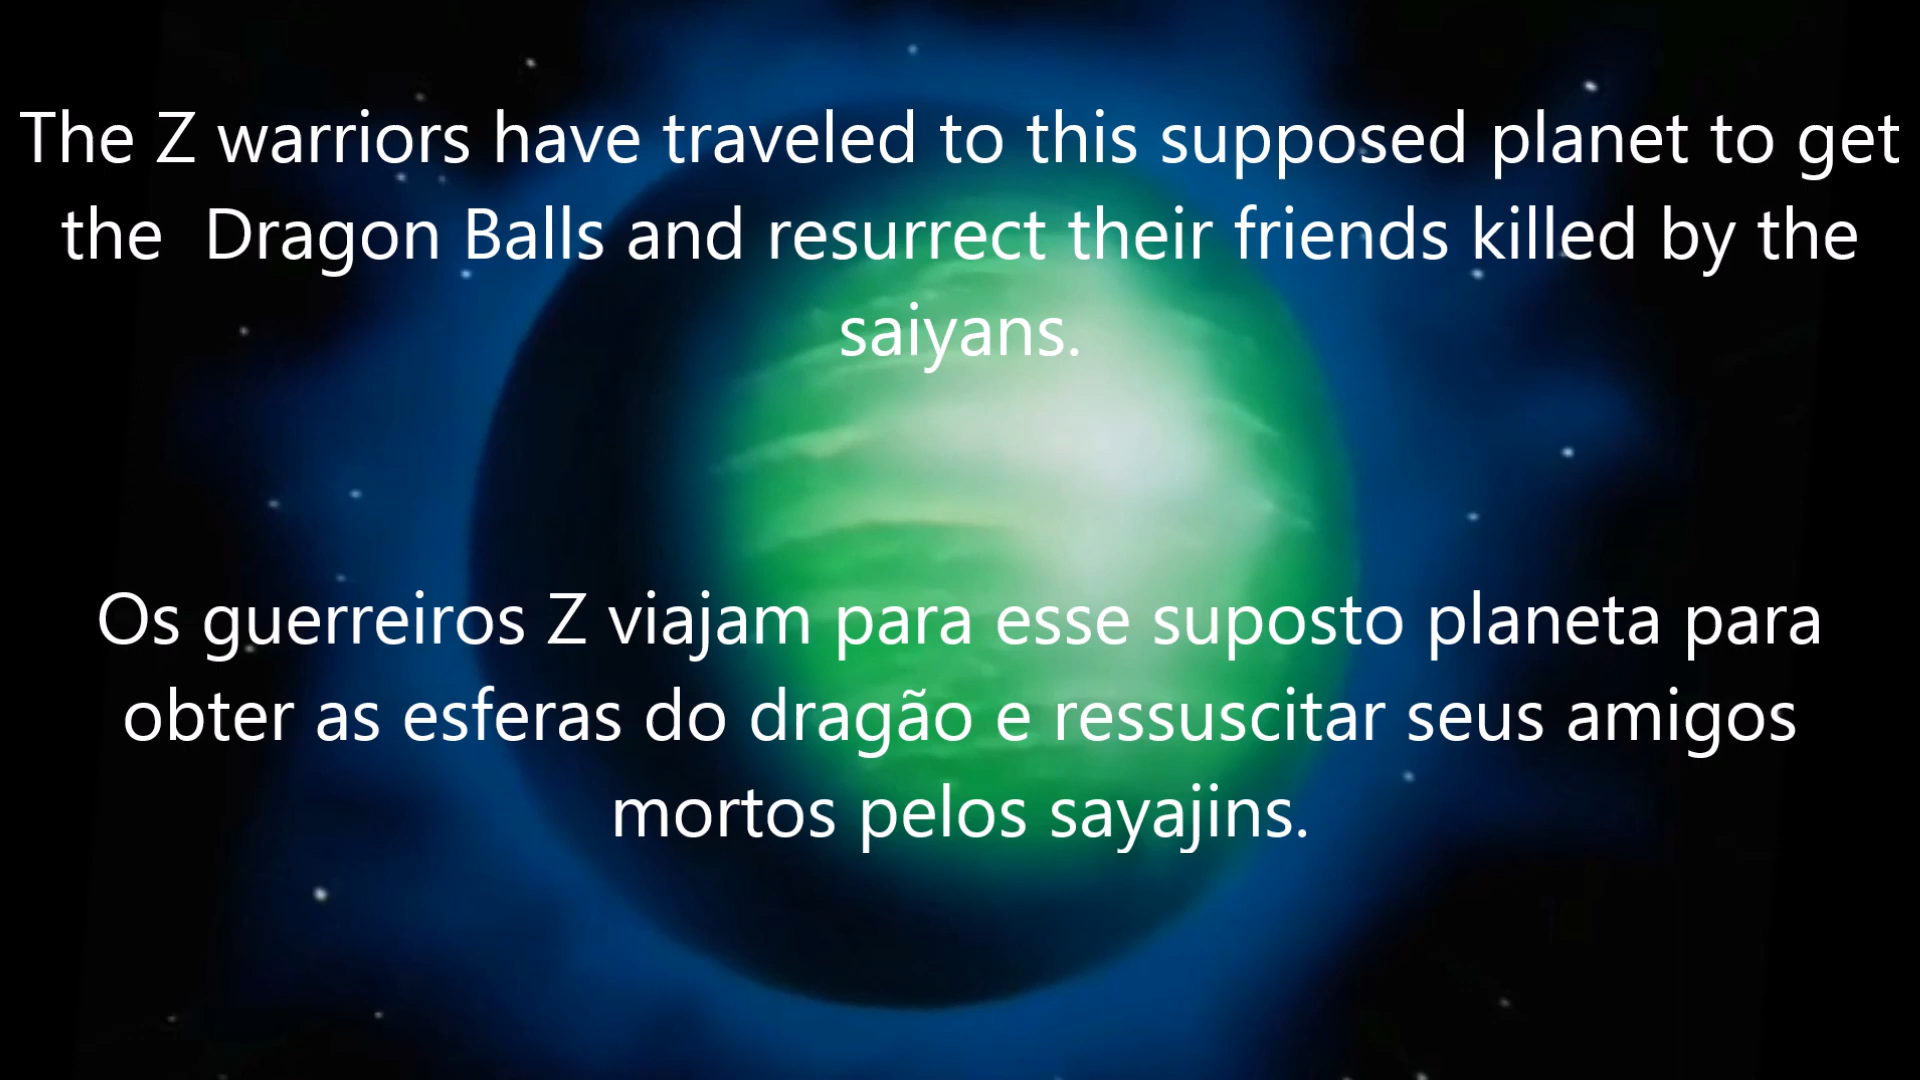 The Z warriors have traveled to this supposed planet to get
the  Dragon Balls and resurrect their friends killed by the
saiyans.
Os guerreiros Z viajam para esse suposto planeta para
obter as esferas do dragão e ressuscitar seus amigos
mortos pelos sayajins.